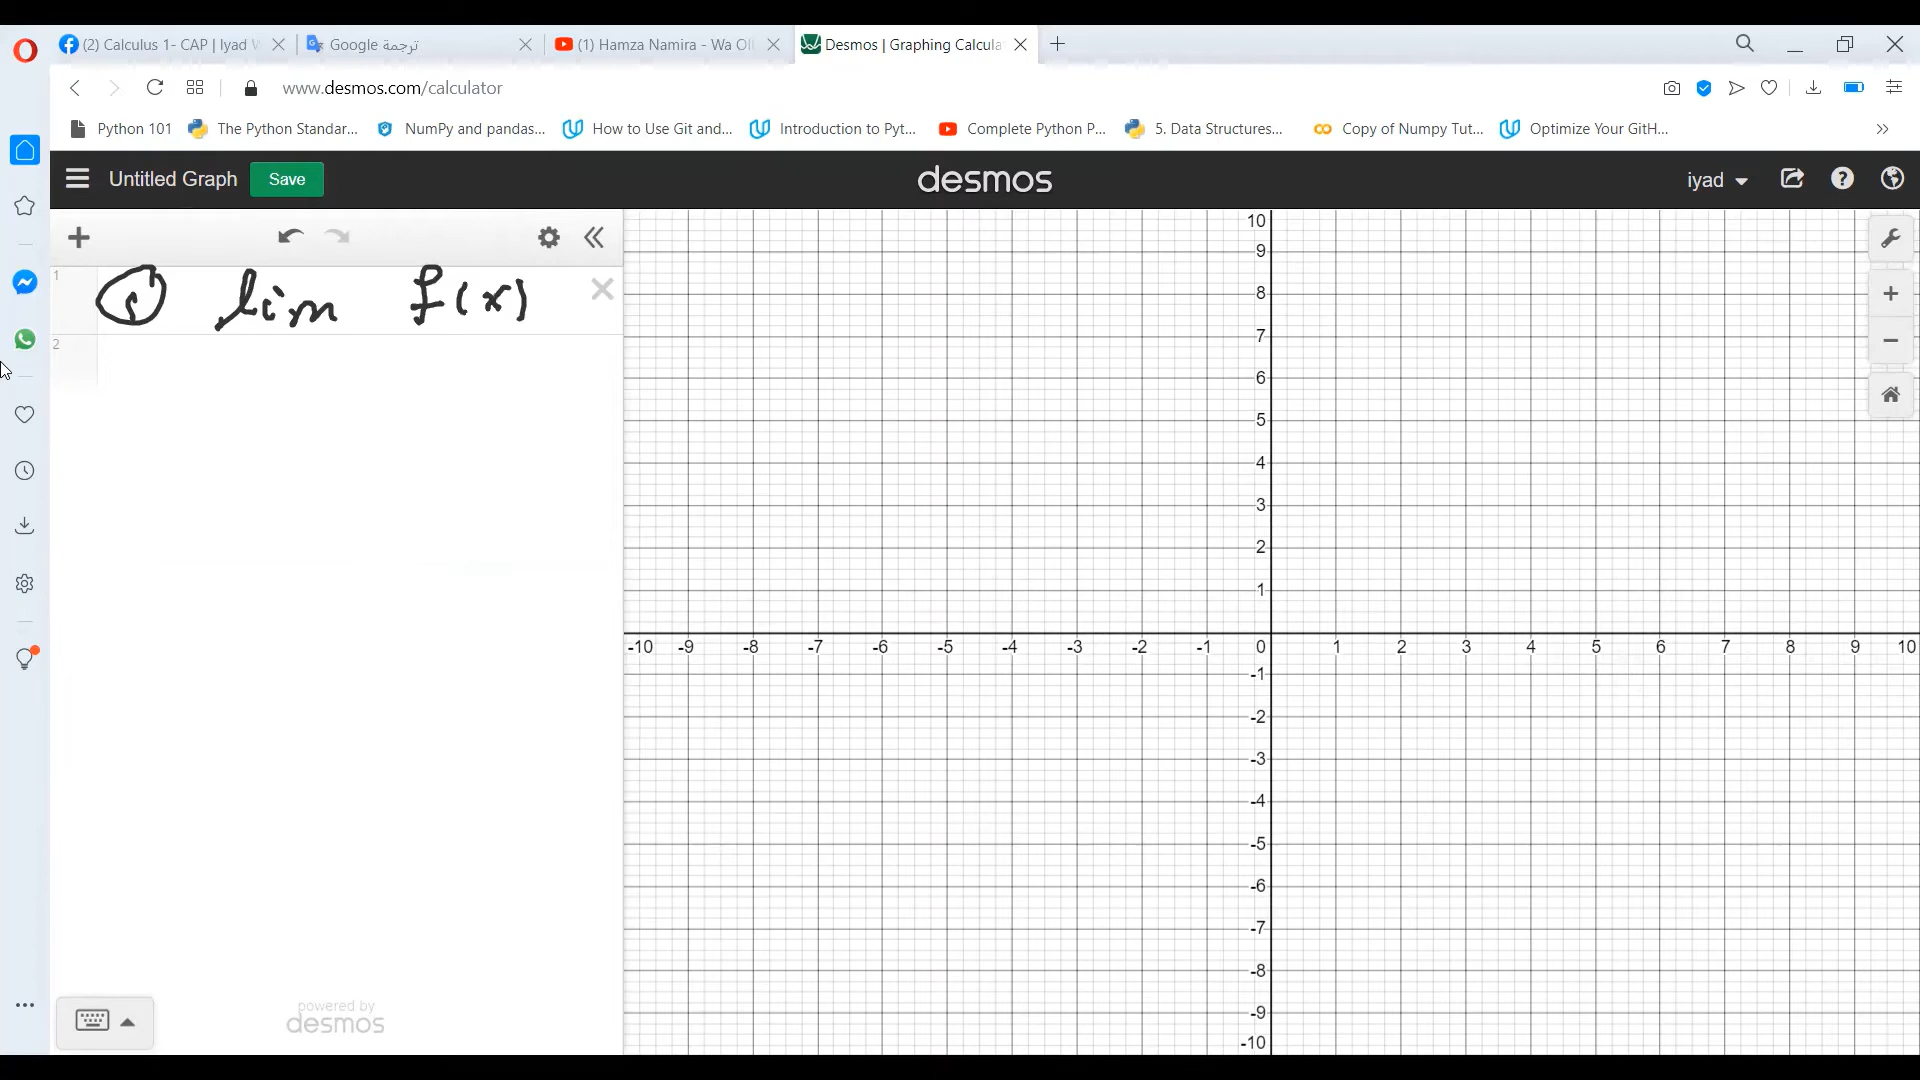 (2) Calculus 1- CAP | Iyad W
ترجمة Google
(1) Hamza Namira - Wa Oll
Desmos | Graphing Calcula
www.desmos.com/calculator
Python 101
The Python Standar...
NumPy and pandas...
How to Use Git and...
Introduction to Pyt...
Complete Python P...
5. Data Structures...
Copy of Numpy Tut...
Optimize Your GitH...
Untitled Graph
Save
desmos
iyad
1
lim f(x)
2
10
9
8
7
6
5
4
3
2
1
-10 -9 -8 -7 -6 -5 -4 -3 -2 -1 0 1 2 3 4 5 6 7 8 9 10
-1
-2
-3
-4
-5
-6
-7
-8
-9
-10
powered by
desmos